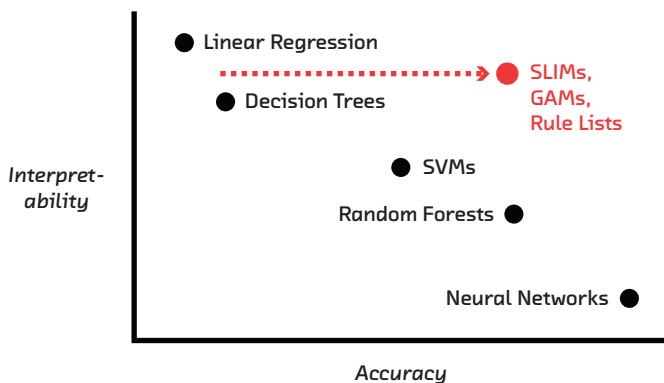 Linear Regression
SLIMs,
GAMs,
Rule Lists
Decision Trees
Interpret-
ability
SVMs
Random Forests
Neural Networks
Accuracy